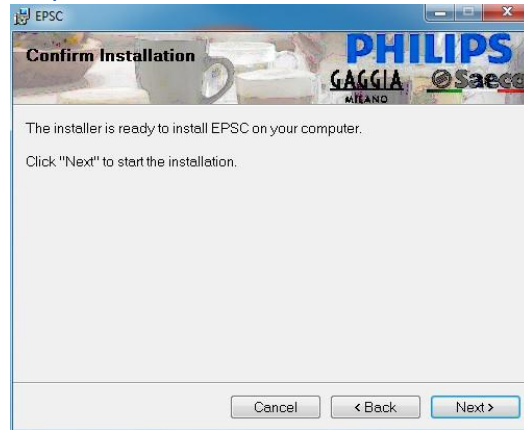 EPSC
Confirm Installation
PHILIPS
GAGGIA
MILANO
Saeco
The installer is ready to install EPSC on your computer.
Click "Next" to start the installation.
Cancel
< Back
Next >